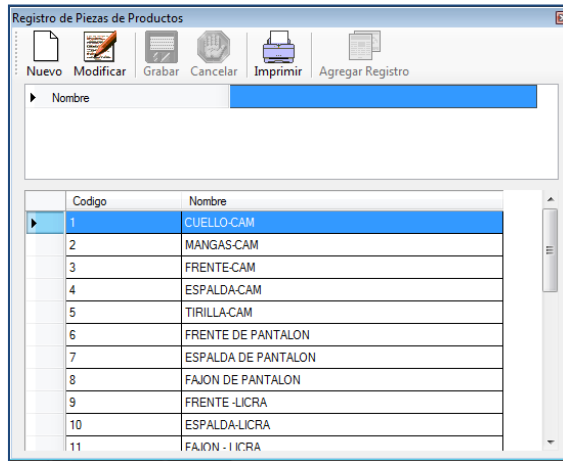 Registro de Piezas de Productos
Nuevo Modificar Grabar Cancelar Imprimir Agregar Registro
Nombre
Codigo Nombre
1 CUELLO-CAM
2 MANGAS-CAM
3 FRENTE-CAM
4 ESPALDA-CAM
5 TIRILLA-CAM
6 FRENTE DE PANTALON
7 ESPALDA DE PANTALON
8 FAJON DE PANTALON
9 FRENTE -LICRA
10 ESPALDA-LICRA
11 FAJON - LICRA